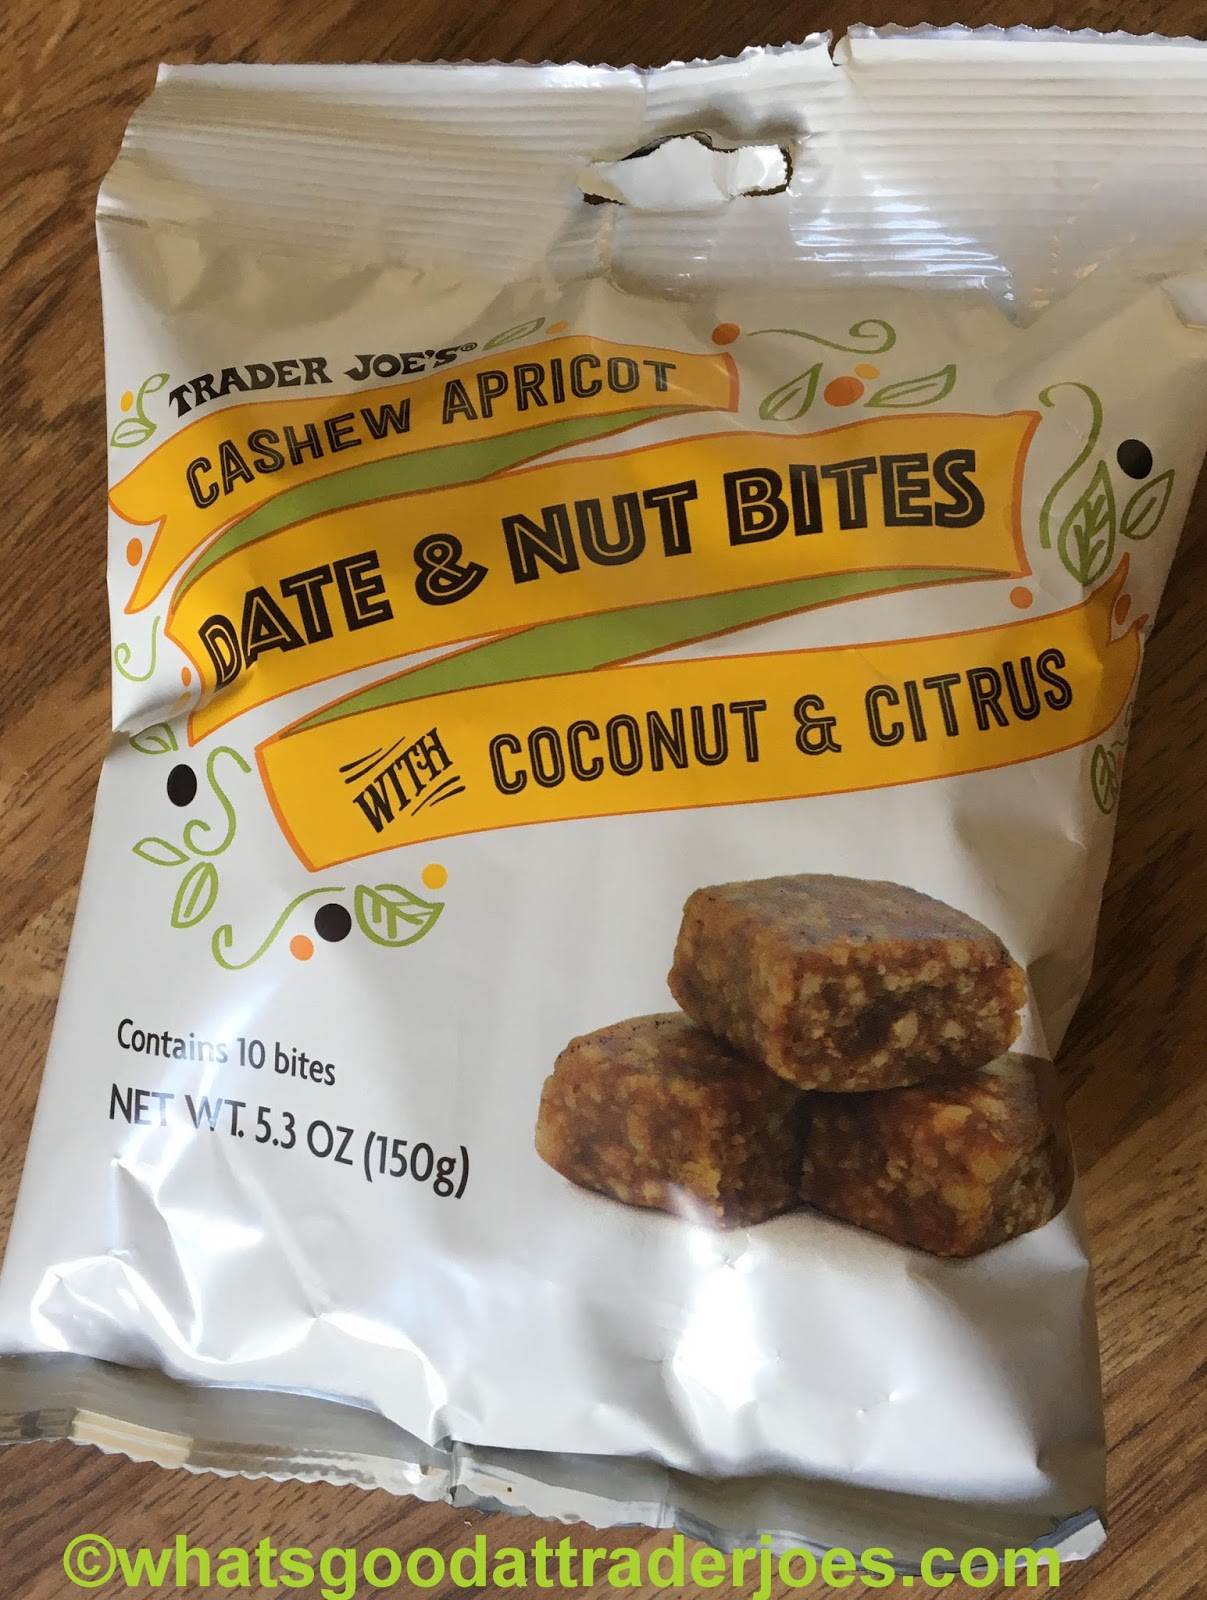 TRADER JOE'S®
CASHEW APRICOT
DATE & NUT BITES
WITH COCONUT & CITRUS
Contains 10 bites
NET WT. 5.3 OZ (150g)
©whatsgoodattraderjoes.com